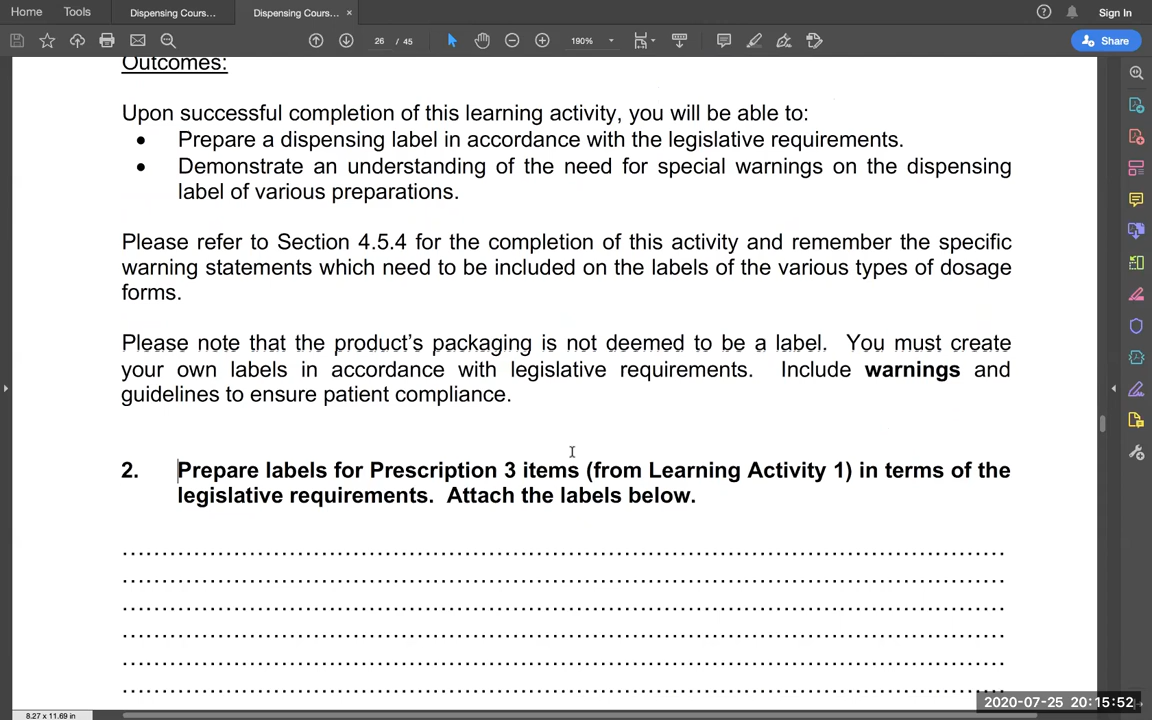 Home Tools Dispensing Cours... Dispensing Cours... × Sign In
26 / 45 190% Share
Outcomes:
Upon successful completion of this learning activity, you will be able to:
• Prepare a dispensing label in accordance with the legislative requirements.
• Demonstrate an understanding of the need for special warnings on the dispensing
label of various preparations.
Please refer to Section 4.5.4 for the completion of this activity and remember the specific
warning statements which need to be included on the labels of the various types of dosage
forms.
Please note that the product's packaging is not deemed to be a label. You must create
your own labels in accordance with legislative requirements. Include warnings and
guidelines to ensure patient compliance.
2. Prepare labels for Prescription 3 items (from Learning Activity 1) in terms of the
legislative requirements. Attach the labels below.
2020-07-25 20:15:52
8.27 x 11.69 in